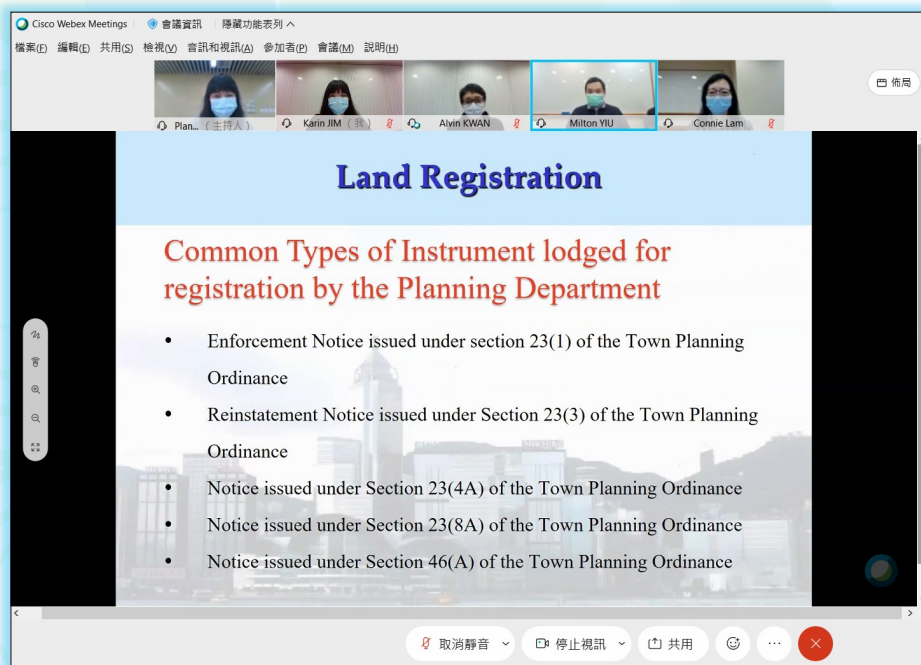 Cisco Webex Meetings 會議資訊 隱藏功能表列
檔案(F) 編輯(E) 共用(S) 檢視(V) 音訊和視訊(A) 參加者(P) 會議(M) 說明(H)
佈局
Plan... (主持人) Karin JIM (我) Alvin KWAN Milton YIU Connie Lam
Land Registration
Common Types of Instrument lodged for
registration by the Planning Department
• Enforcement Notice issued under section 23(1) of the Town Planning
Ordinance
• Reinstatement Notice issued under Section 23(3) of the Town Planning
Ordinance
• Notice issued under Section 23(4A) of the Town Planning Ordinance
• Notice issued under Section 23(8A) of the Town Planning Ordinance
• Notice issued under Section 46(A) of the Town Planning Ordinance
取消靜音 停止視訊 共用